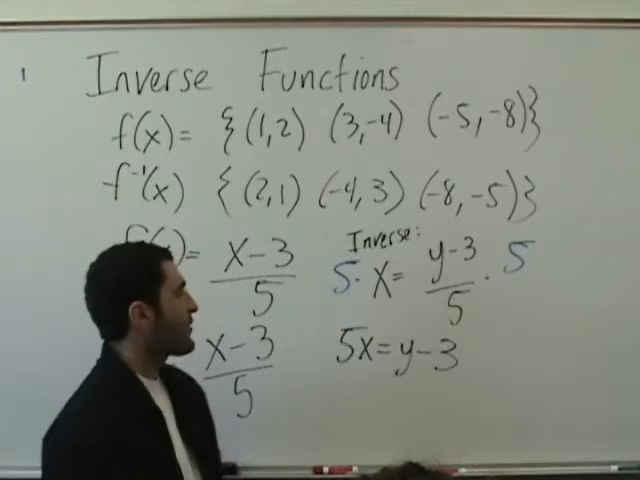 Inverse Functions
f(x) = {(1,2) (3,-4) (-5,-8)}
f⁻¹(x) {(2,1) (-4,3) (-8,-5)}
f(x) = x-3/5
Inverse:
5· x = y-3/5 · 5
x-3/5
5x = y-3